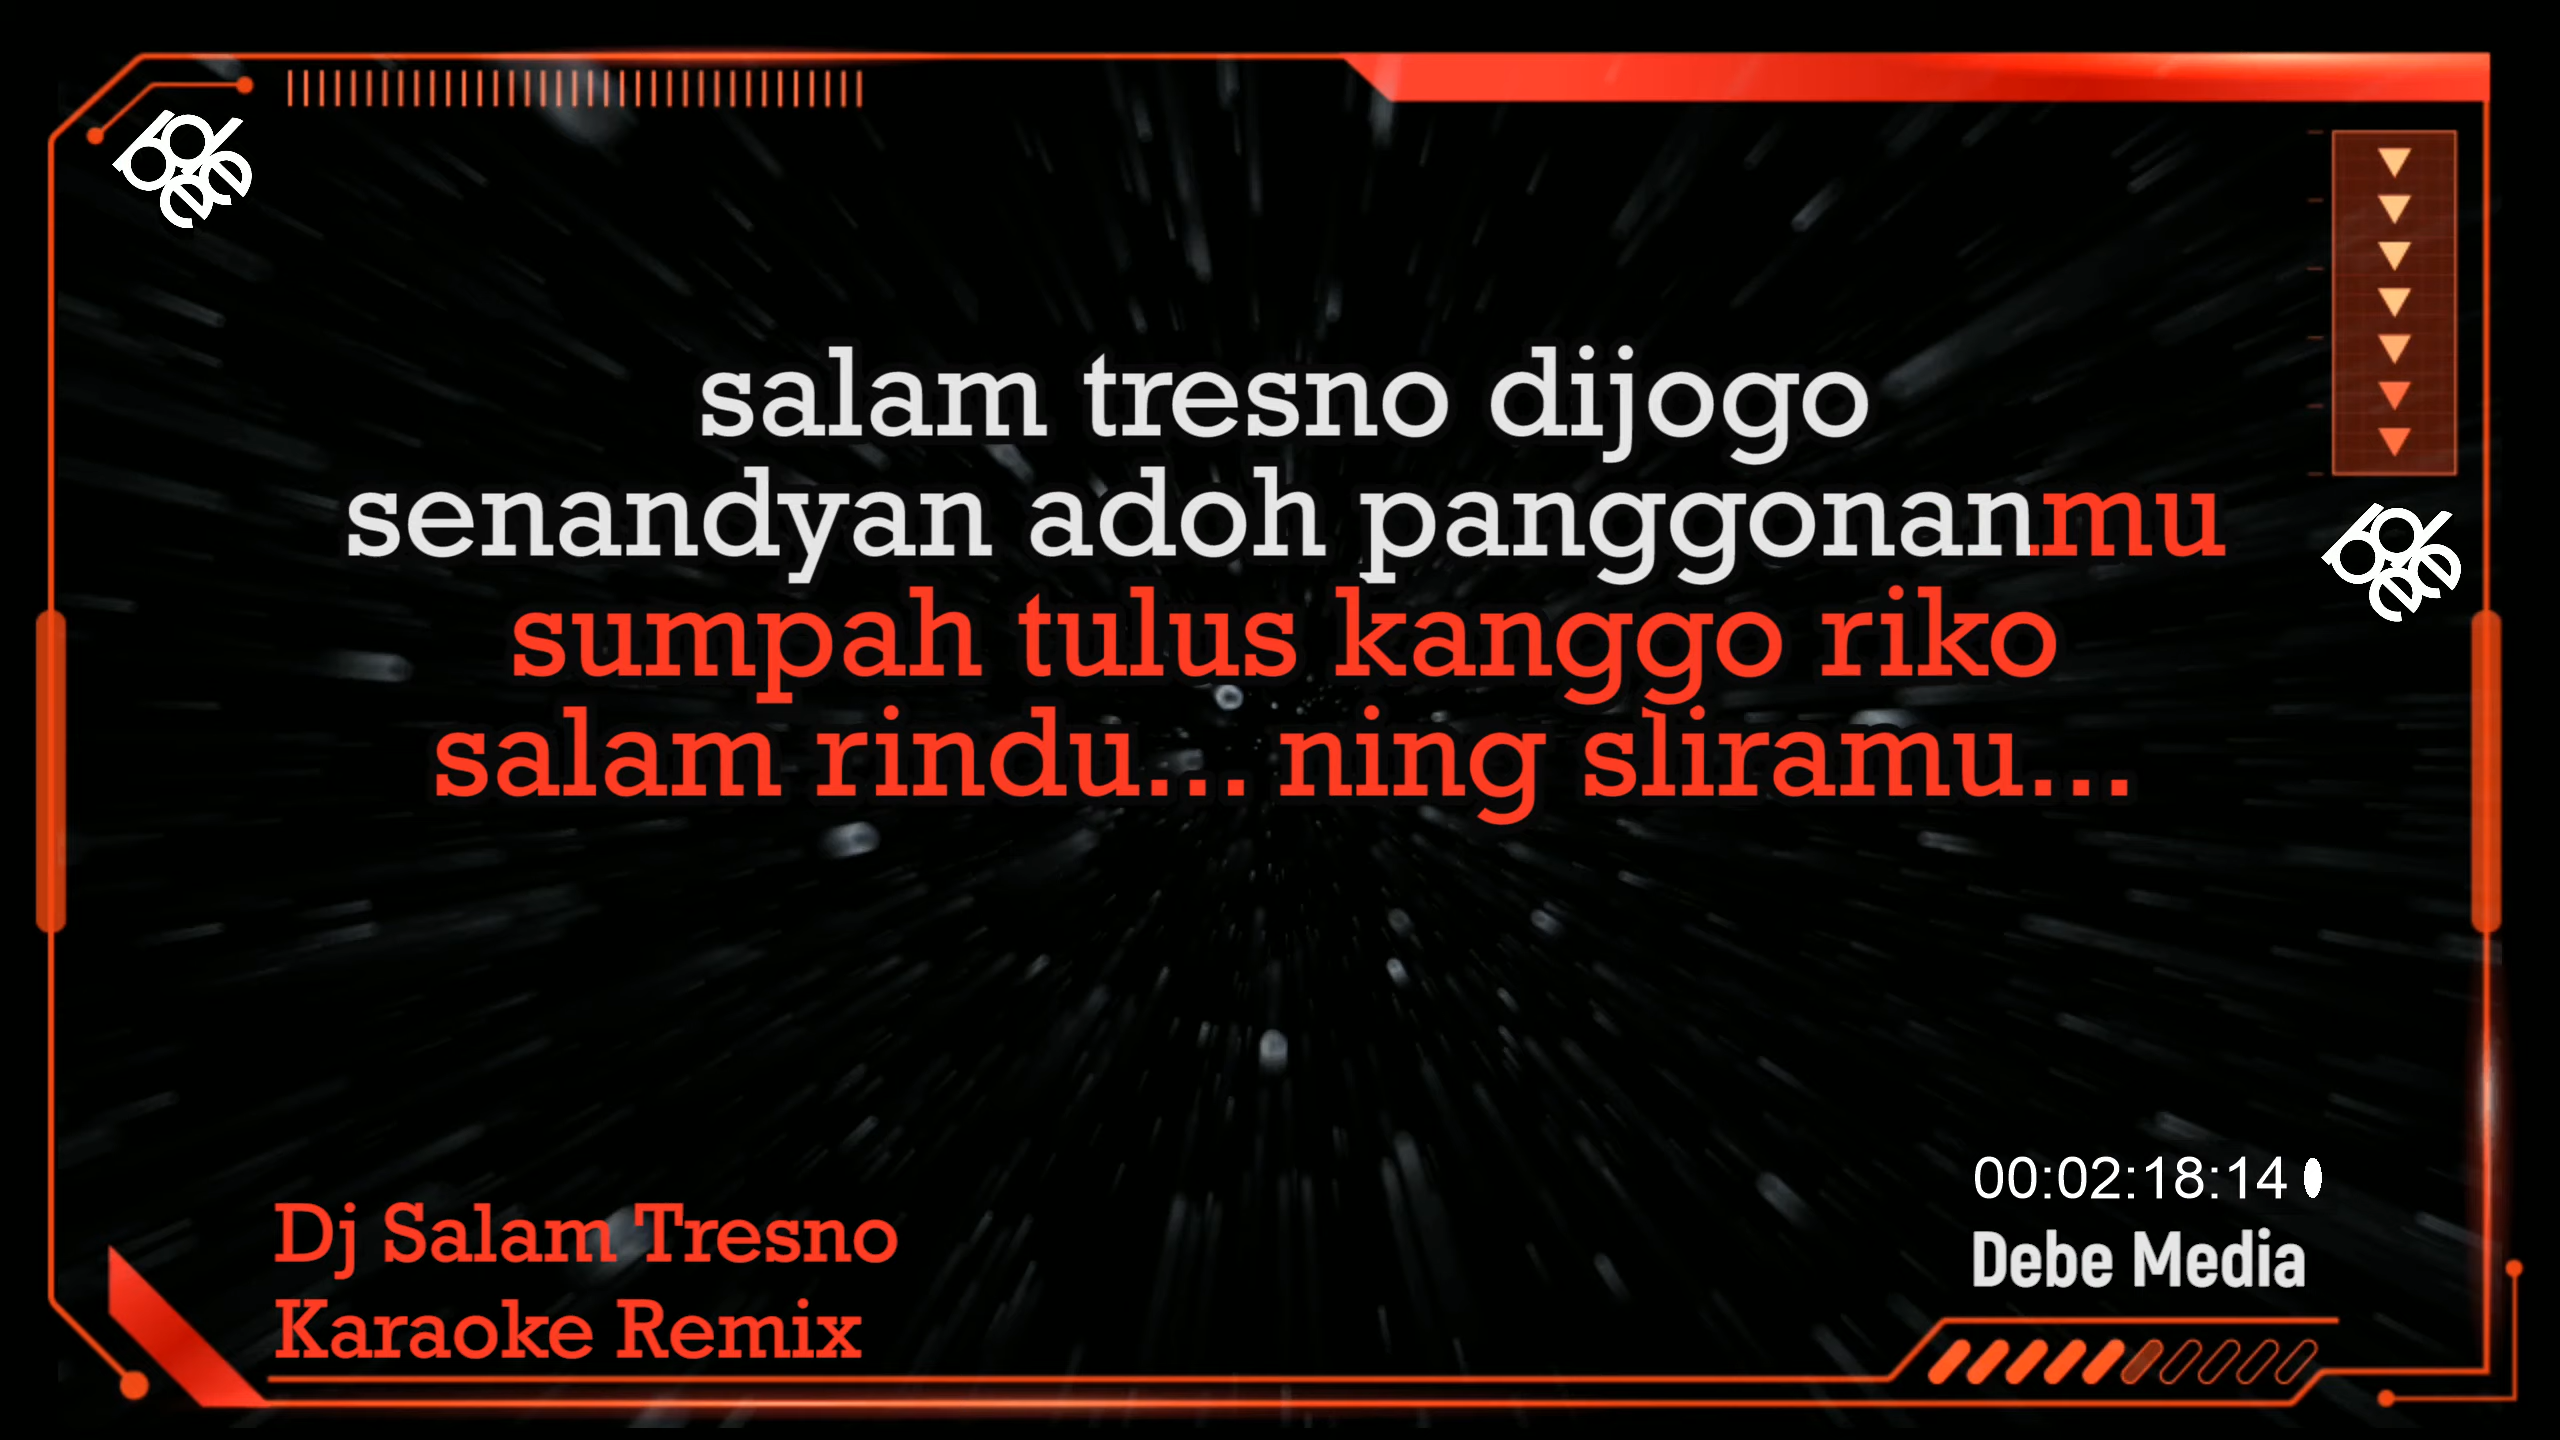 salam tresno dijogo
senandyan adoh panggonanmu
sumpah tulus kanggo riko
salam rindu... ning sliramu...
00:02:18:14
Debe Media
Dj Salam Tresno
Karaoke Remix